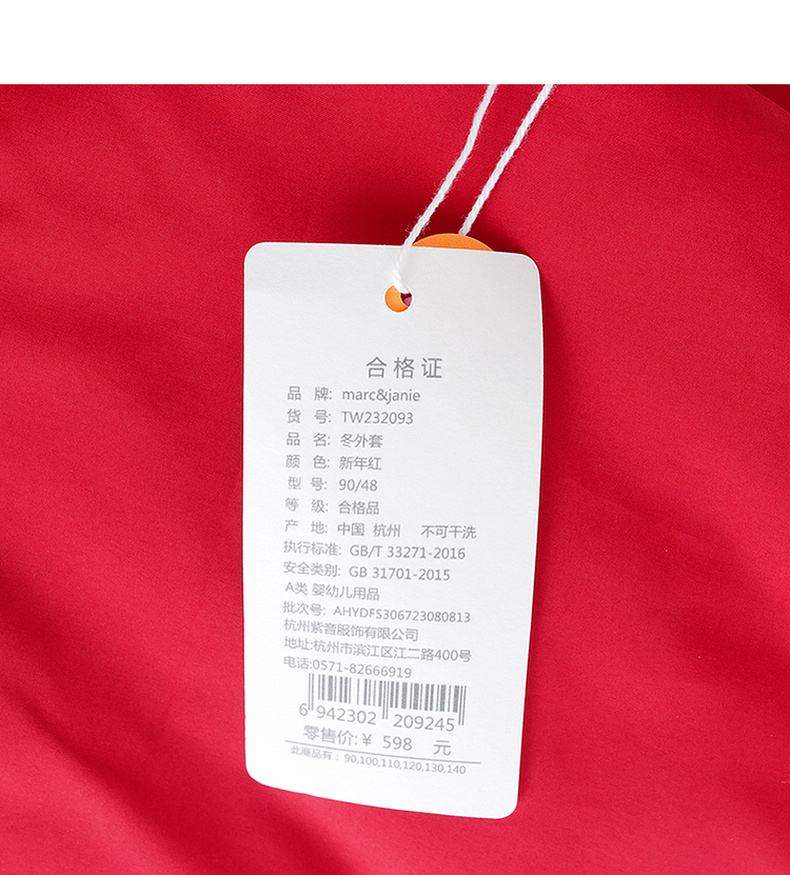 合格证
品 牌: marc&janie
货 号: TW232093
品 名: 冬外套
颜 色: 新年红
型 号: 90/48
等 级: 合格品
产 地: 中国 杭州 不可干洗
执行标准: GB/T 33271-2016
安全类别: GB 31701-2015
A类 婴幼儿用品
批次号: AHYDFS306723080813
杭州紫音服饰有限公司
地址:杭州市滨江区江二路400号
电话:0571-82666919
6 942302 209245
零售价:¥ 598 元
此商品有: 90,100,110,120,130,140